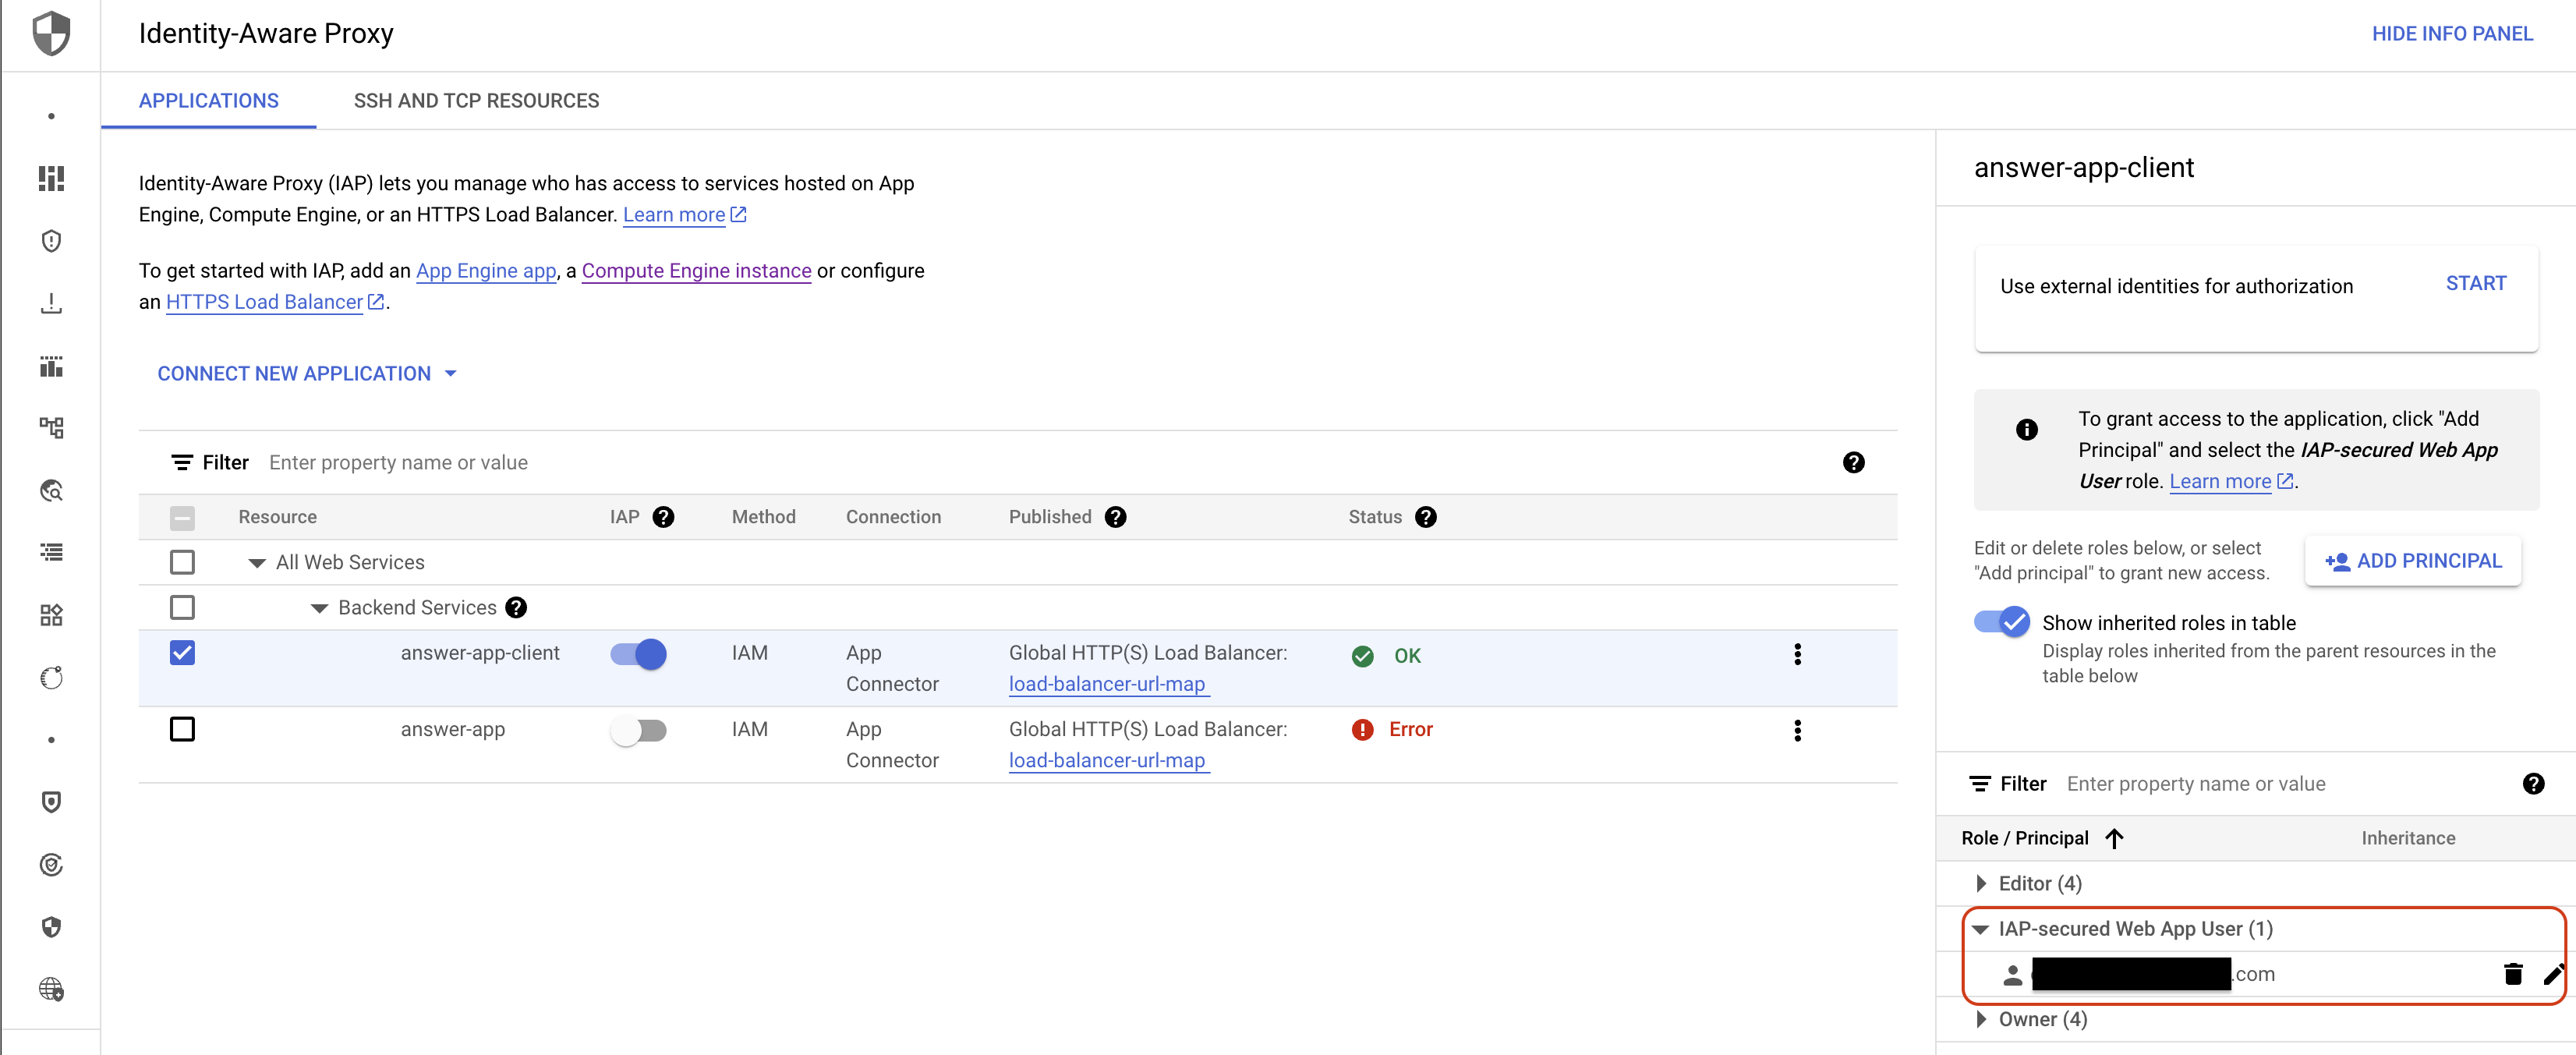 Identity-Aware Proxy
HIDE INFO PANEL
APPLICATIONS
SSH AND TCP RESOURCES
Identity-Aware Proxy (IAP) lets you manage who has access to services hosted on App
Engine, Compute Engine, or an HTTPS Load Balancer. Learn more
To get started with IAP, add an App Engine app, a Compute Engine instance or configure
an HTTPS Load Balancer.
CONNECT NEW APPLICATION
Filter Enter property name or value
Resource IAP Method Connection Published Status
All Web Services
Backend Services
answer-app-client IAM App Global HTTP(S) Load Balancer: OK
Connector load-balancer-url-map
answer-app IAM App Global HTTP(S) Load Balancer: Error
Connector load-balancer-url-map
answer-app-client
Use external identities for authorization START
To grant access to the application, click "Add
Principal" and select the IAP-secured Web App
User role. Learn more.
Edit or delete roles below, or select
"Add principal" to grant new access.
ADD PRINCIPAL
Show inherited roles in table
Display roles inherited from the parent resources in the
table below
Filter Enter property name or value
Role / Principal Inheritance
Editor (4)
IAP-secured Web App User (1)
.com
Owner (4)